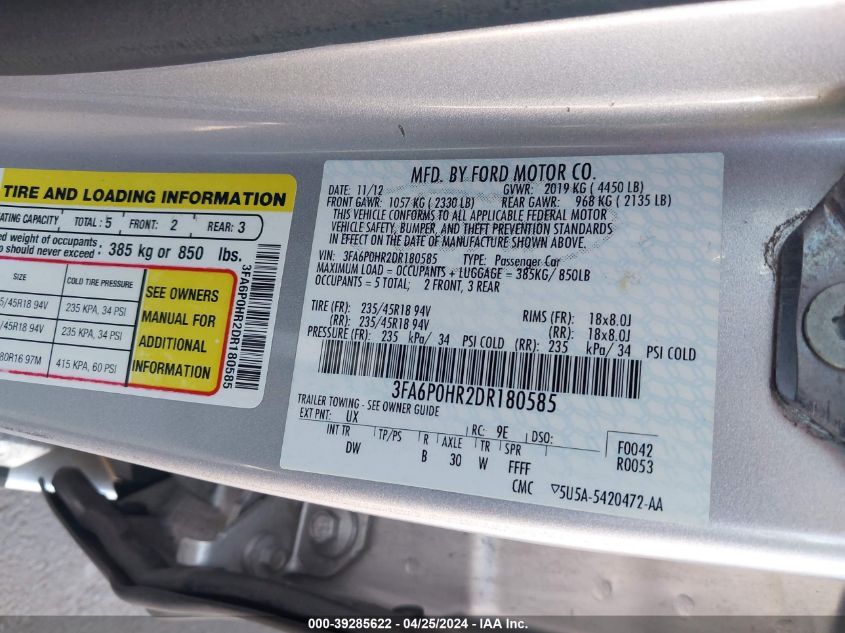 TIRE AND LOADING INFORMATION
CAPACITY TOTAL : 5 FRONT: 2 REAR: 3
weight of occupants
should never exceed : 385 kg or 850 lbs.
SIZE COLD TIRE PRESSURE
/45R18 94V 235 KPA, 34 PSI
/45R18 94V 235 KPA, 34 PSI
80R16 97M 415 KPA, 60 PSI
SEE OWNERS
MANUAL FOR
ADDITIONAL
INFORMATION
3FA6P0HR2DR180585
MFD. BY FORD MOTOR CO.
DATE: 11/12 GVWR: 2019 KG ( 4450 LB)
FRONT GAWR: 1057 KG ( 2330 LB) REAR GAWR: 968 KG ( 2135 LB)
THIS VEHICLE CONFORMS TO ALL APPLICABLE FEDERAL MOTOR
VEHICLE SAFETY, BUMPER, AND THEFT PREVENTION STANDARDS
IN EFFECT ON THE DATE OF MANUFACTURE SHOWN ABOVE.
VIN: 3FA6P0HR2DR180585 TYPE: Passenger Car
MAXIMUM LOAD = OCCUPANTS + LUGGAGE = 385KG/ 850LB
OCCUPANTS = 5 TOTAL; 2 FRONT, 3 REAR
TIRE (FR): 235/45R18 94V RIMS (FR): 18x8.0J
(RR): 235/45R18 94V (RR): 18x8.0J
PRESSURE (FR): 235 kPa/ 34 PSI COLD (RR): 235 kPa/ 34 PSI COLD
3FA6P0HR2DR180585
TRAILER TOWING - SEE OWNER GUIDE
EXT PNT: UX RC: 9E DSO: F0042
INT TR TP/PS R AXLE TR SPR R0053
DW B 30 W FFFF
CMC ▽5U5A-5420472-AA
000-39285622 - 04/25/2024 - IAAI.com.